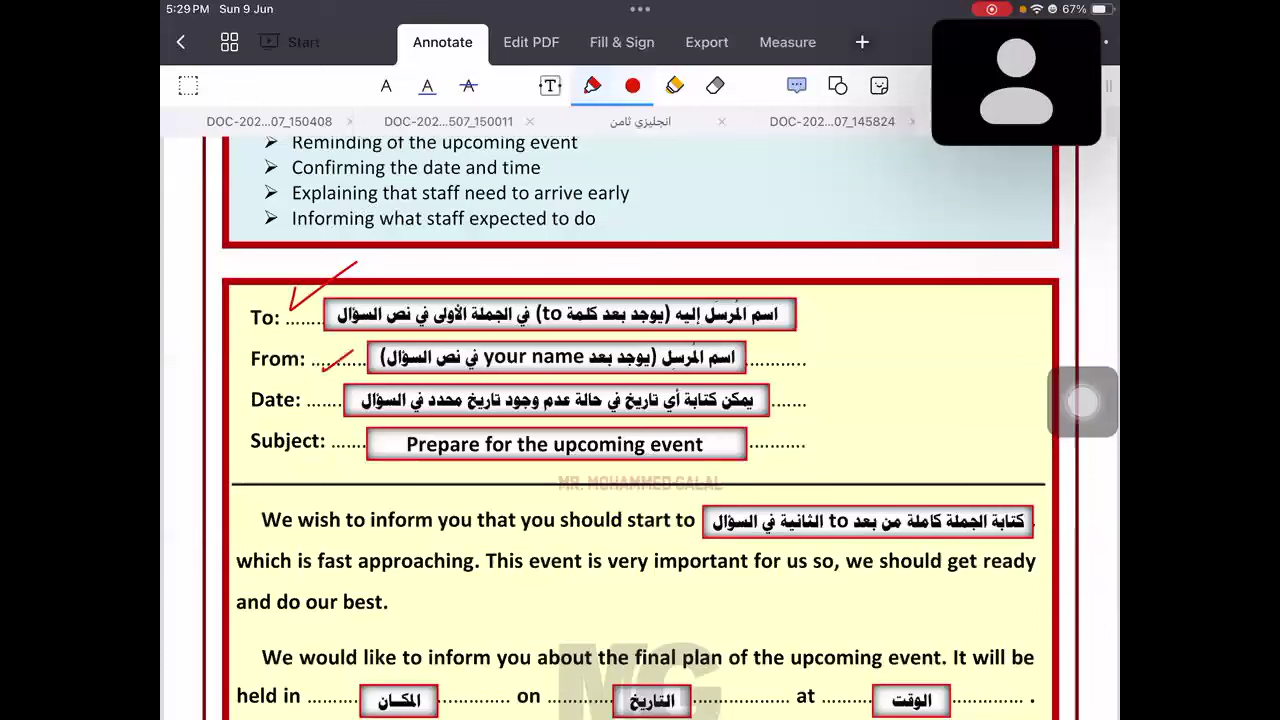 5:29 PM Sun 9 Jun 67%
Start Annotate Edit PDF Fill & Sign Export Measure
A A A T
DOC-202...07_150408 DOC-202...507_150011 انجليزي ثامن DOC-202...07_145824
Reminding of the upcoming event
Confirming the date and time
Explaining that staff need to arrive early
Informing what staff expected to do
To: ....... اسم المُرسَل إليه (يوجد بعد كلمة to) في الجملة الأولى في نص السؤال
From: .......... اسم المُرسِل (يوجد بعد your name في نص السؤال) ...........
Date: ....... يمكن كتابة أي تاريخ في حالة عدم وجود تاريخ محدد في السؤال .......
Subject: ....... Prepare for the upcoming event ...........
MR. MOHAMMED GALAL
We wish to inform you that you should start to كتابة الجملة كاملة من بعد to الثانية في السؤال .
which is fast approaching. This event is very important for us so, we should get ready
and do our best.
MG
We would like to inform you about the final plan of the upcoming event. It will be
held in .......... المكـان .............. on ............. التاريخ ................... at .......... الوقت .............. .